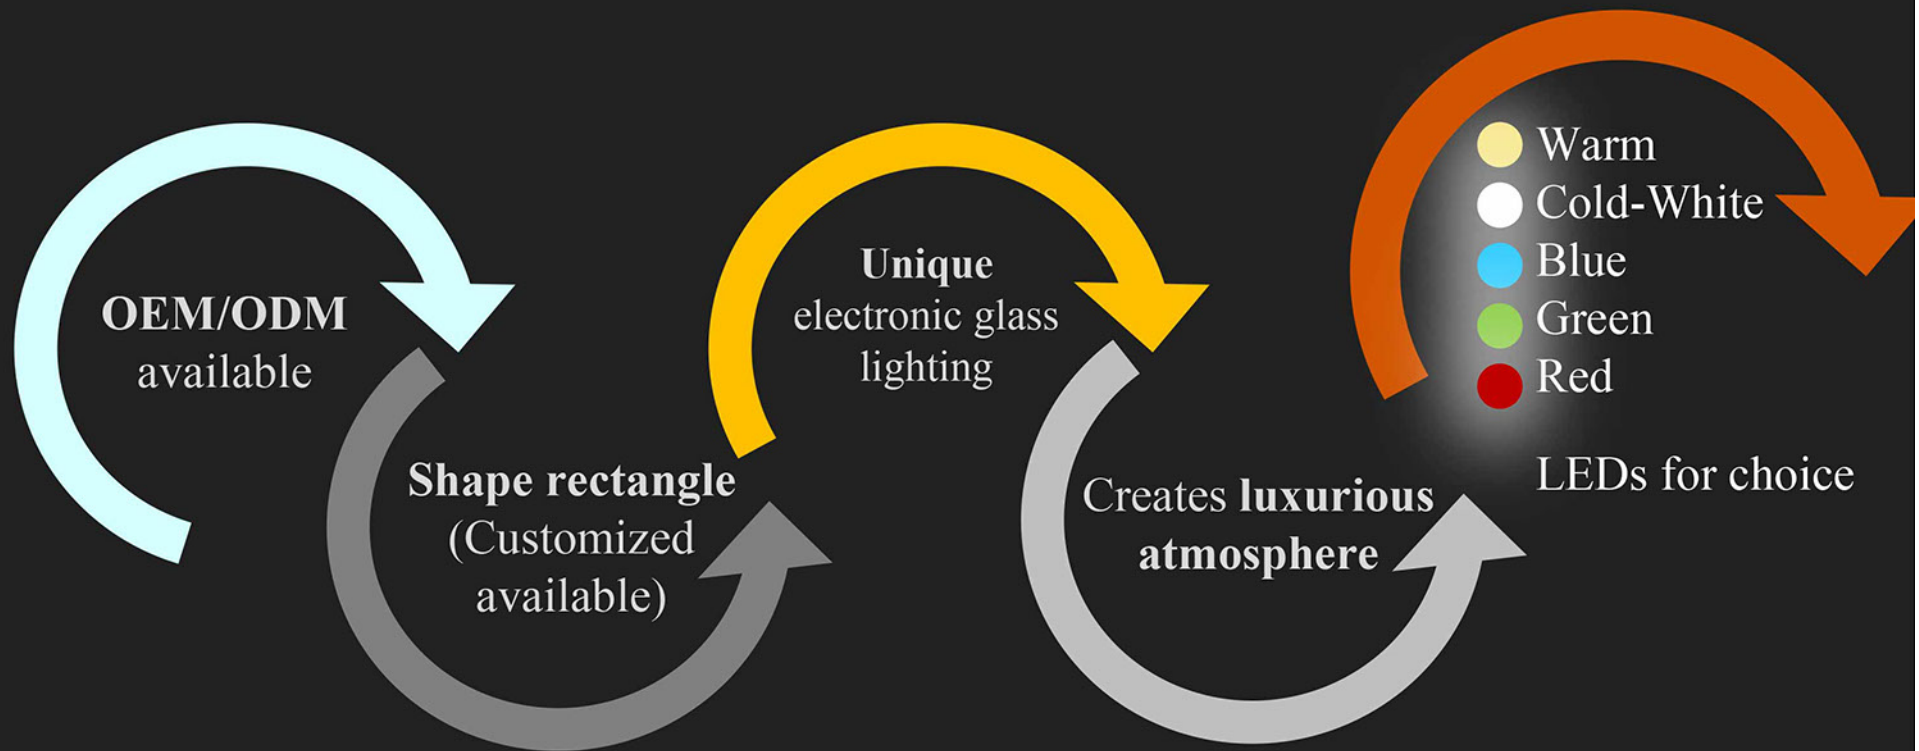 OEM/ODM
available
Shape rectangle
(Customized
available)
Unique
electronic glass
lighting
Creates luxurious
atmosphere
Warm
Cold-White
Blue
Green
Red
LEDs for choice